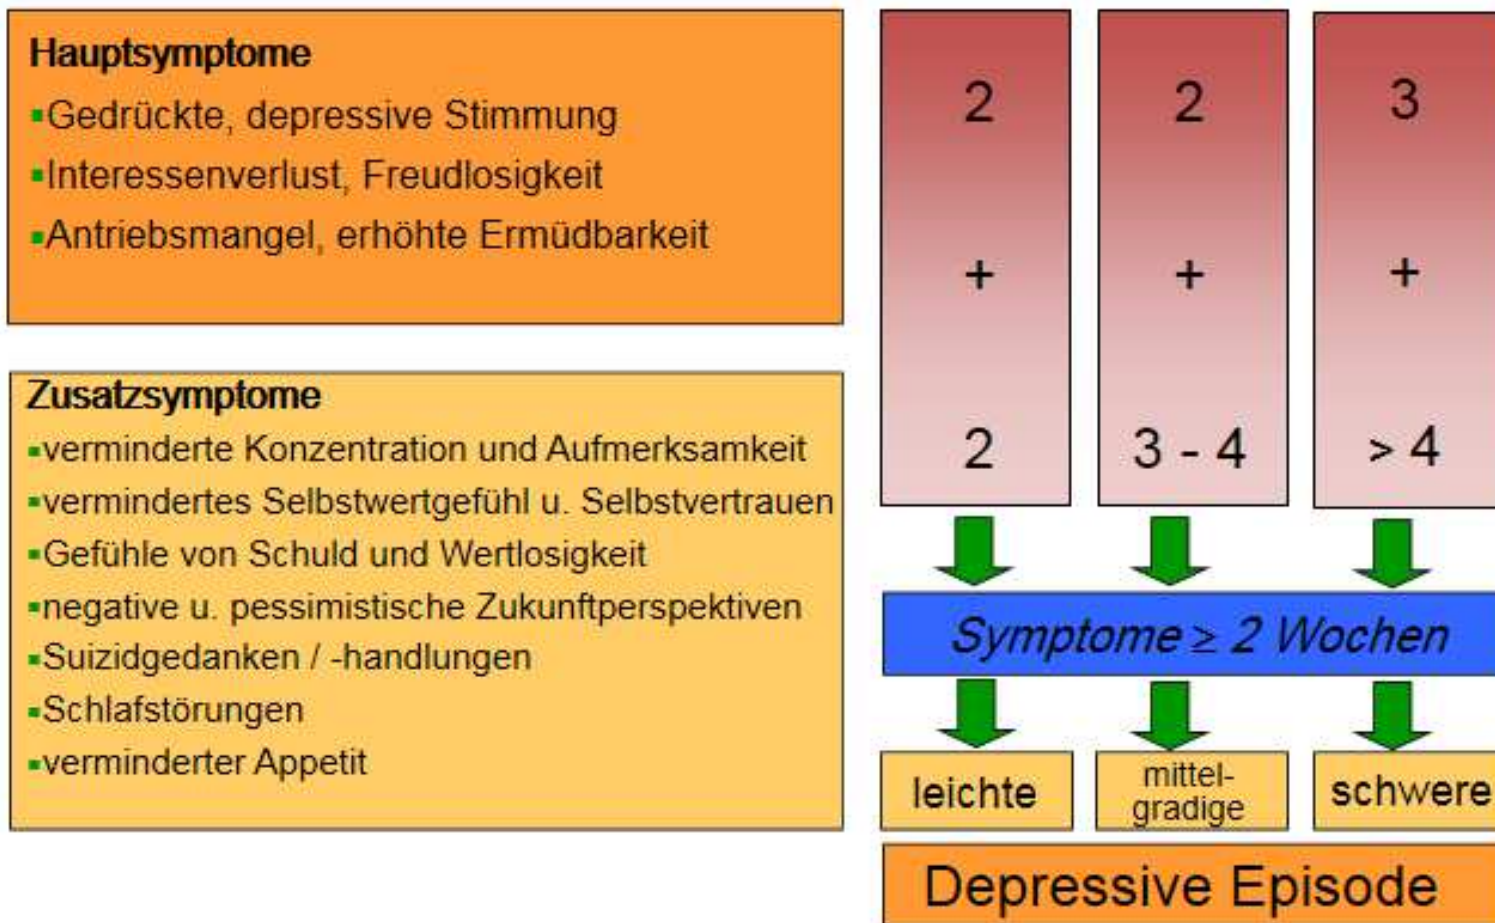 Hauptsymptome
▪Gedrückte, depressive Stimmung
▪Interessenverlust, Freudlosigkeit
▪Antriebsmangel, erhöhte Ermüdbarkeit
Zusatzsymptome
▪verminderte Konzentration und Aufmerksamkeit
▪vermindertes Selbstwertgefühl u. Selbstvertrauen
▪Gefühle von Schuld und Wertlosigkeit
▪negative u. pessimistische Zukunftperspektiven
▪Suizidgedanken / -handlungen
▪Schlafstörungen
▪verminderter Appetit
2 2 3
+ + +
2 3 - 4 > 4
Symptome ≥ 2 Wochen
leichte
mittel-
gradige
schwere
Depressive Episode